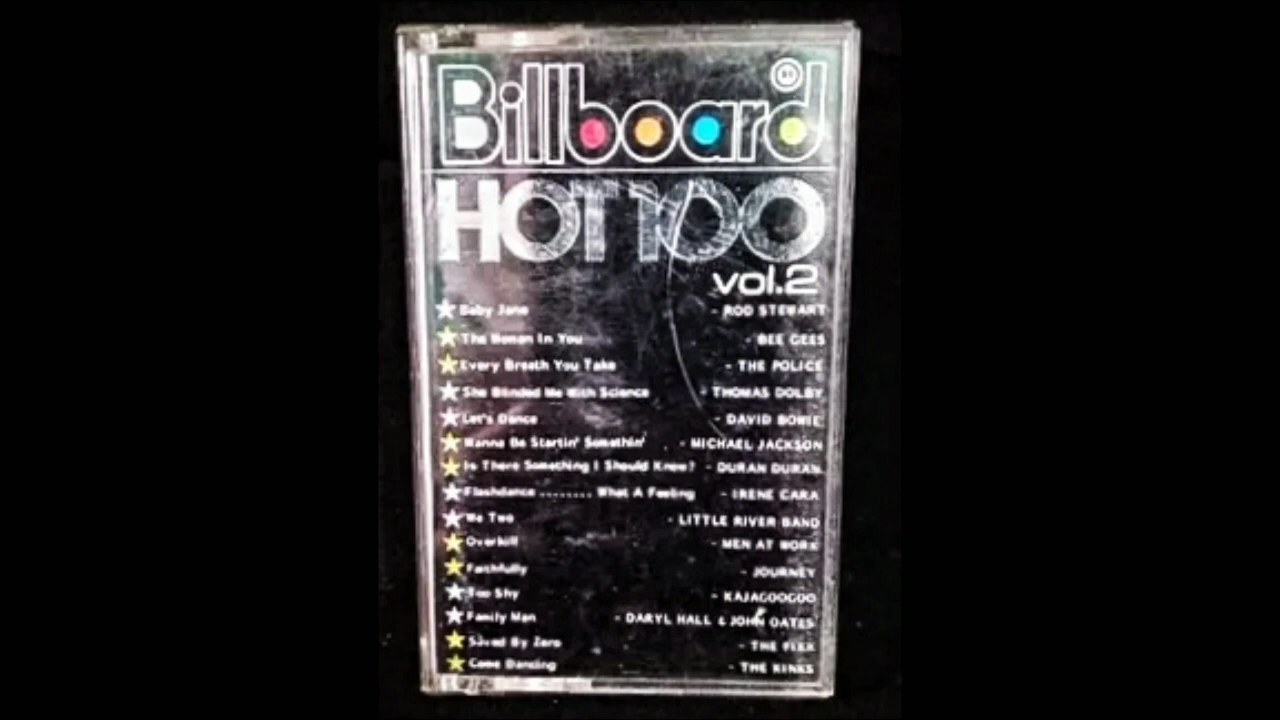 Billboard
HOT 100
vol.2
Baby Jane - ROD STEWART
The Woman In You - BEE GEES
Every Breath You Take - THE POLICE
She Blinded Me With Science - THOMAS DOLBY
Let's Dance - DAVID BOWIE
Wanna Be Startin' Somethin' - MICHAEL JACKSON
Is There Something I Should Know? - DURAN DURAN
Flashdance ........ What A Feeling - IRENE CARA
We Two - LITTLE RIVER BAND
Overkill - MEN AT WORK
Faithfully - JOURNEY
Too Shy - KAJAGOOGOO
Family Man - DARYL HALL & JOHN OATES
Saved By Zero - THE FIXX
Come Dancing - THE KINKS